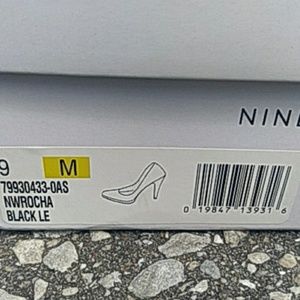 9 M
NINE
79930433-0AS
NWROCHA
BLACK LE
0 19847 13931 6